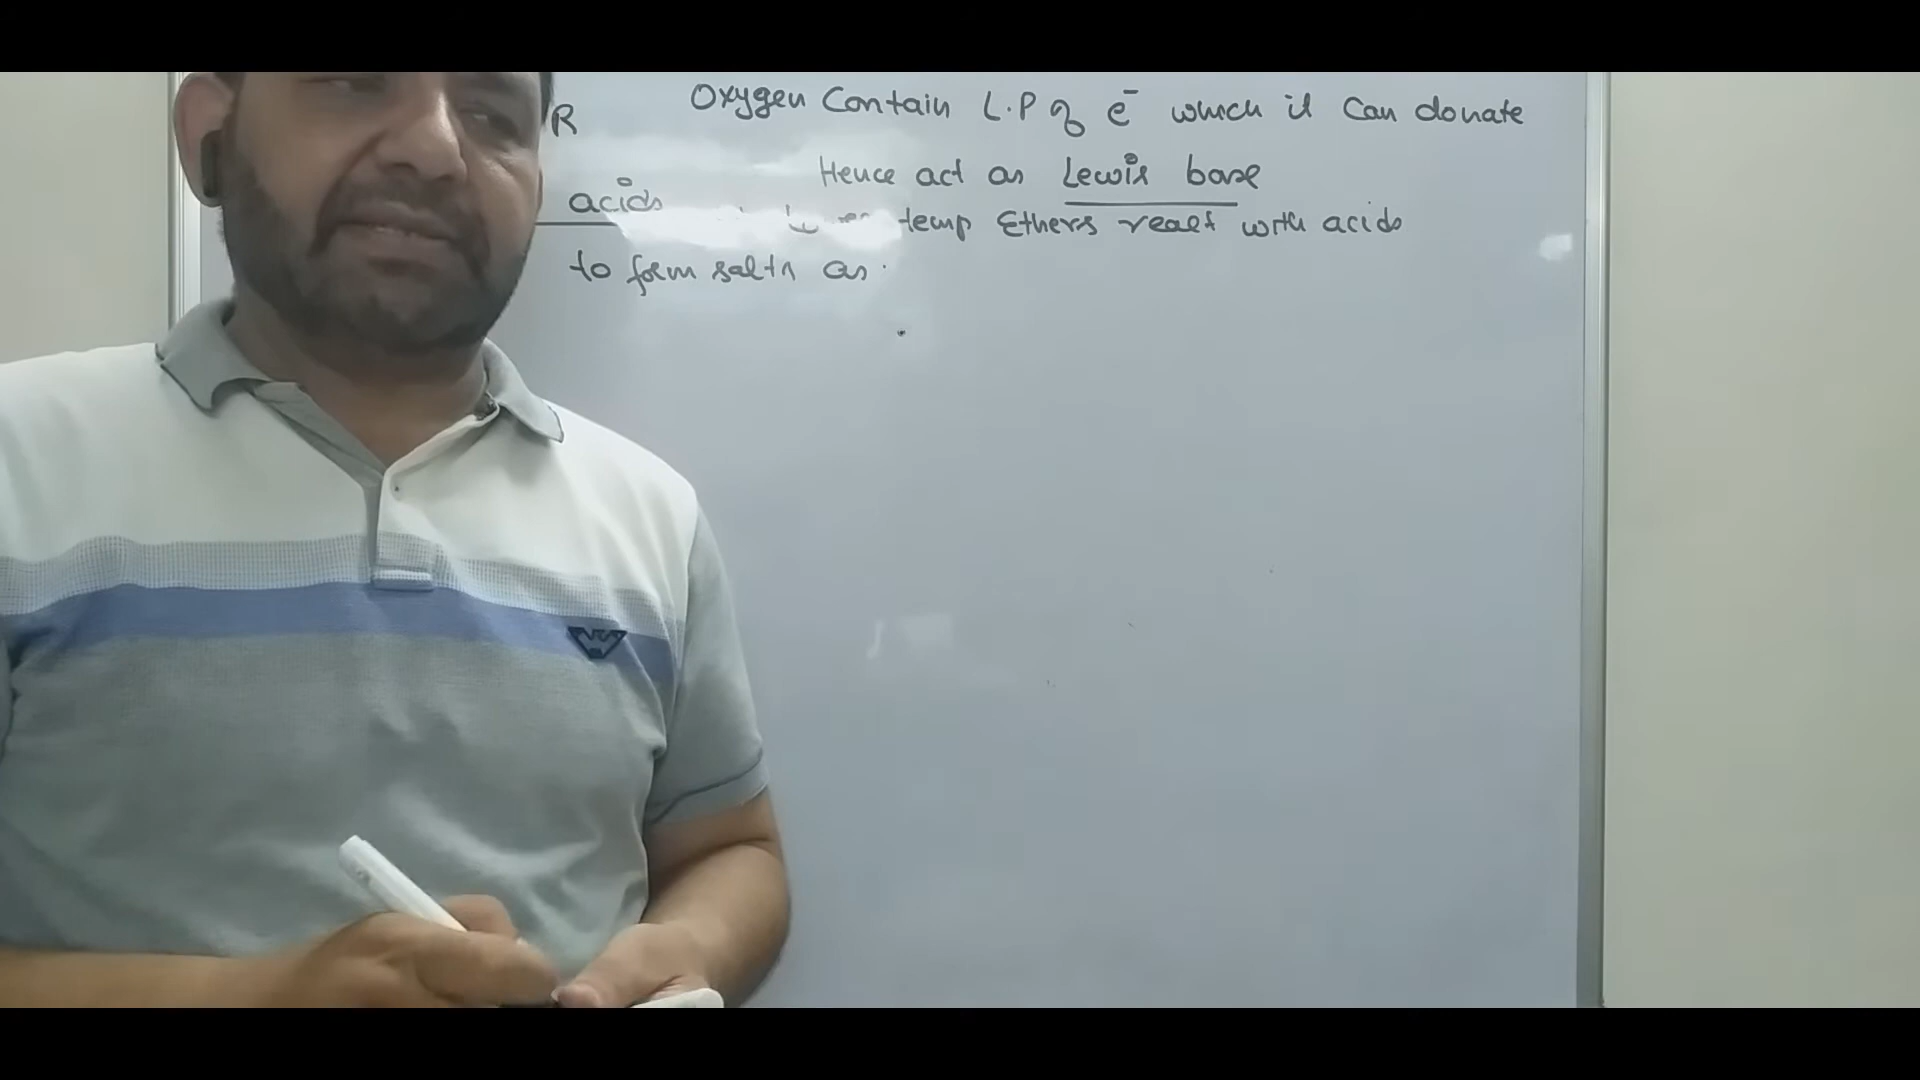 R Oxygen Contain L.P of e⁻ which it Can donate
Hence act as Lewis base
acids temp Ethers react with acids
to form salts as